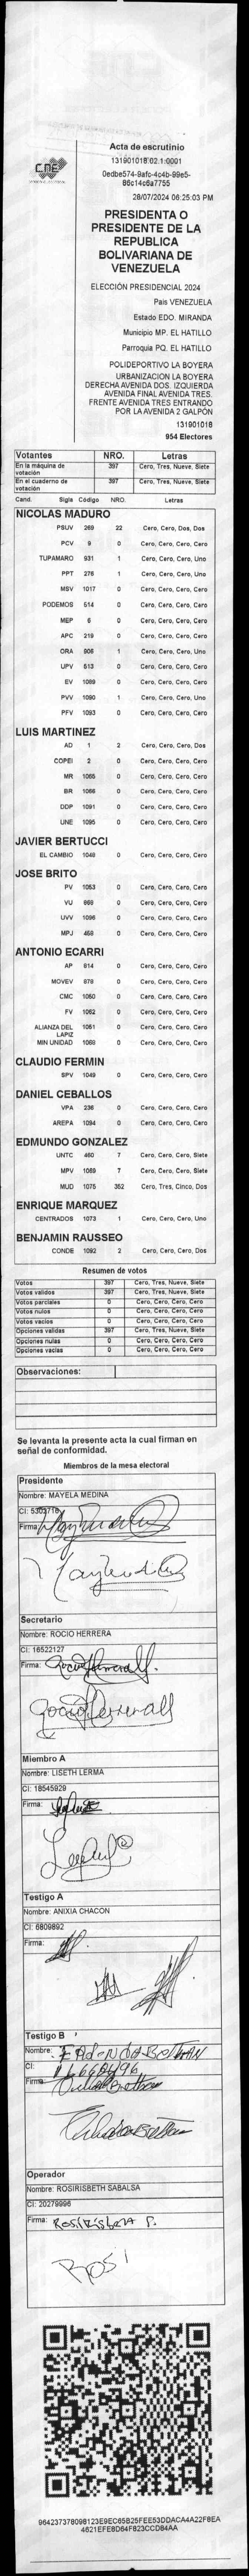 CNE
Acta de escrutinio
131901018.02.1.0001
0edbe574-9afc-4c4b-99e5-
86c14c6a7755
28/07/2024 06:25:03 PM
PRESIDENTA O
PRESIDENTE DE LA
REPUBLICA
BOLIVARIANA DE
VENEZUELA
ELECCIÓN PRESIDENCIAL 2024
Pais VENEZUELA
Estado EDO. MIRANDA
Municipio MP. EL HATILLO
Parroquia PQ. EL HATILLO
POLIDEPORTIVO LA BOYERA
URBANIZACION LA BOYERA
DERECHA AVENIDA DOS. IZQUIERDA
AVENIDA FINAL AVENIDA TRES.
FRENTE AVENIDA TRES ENTRANDO
POR LA AVENIDA 2 GALPÓN
131901018
954 Electores
Votantes NRO. Letras
En la máquina de votación 397 Cero, Tres, Nueve, Siete
En el cuaderno de votación 397 Cero, Tres, Nueve, Siete
Cand. Sigla Código NRO. Letras
NICOLAS MADURO
PSUV 269 22 Cero, Cero, Dos, Dos
PCV 9 0 Cero, Cero, Cero, Cero
TUPAMARO 931 1 Cero, Cero, Cero, Uno
PPT 276 1 Cero, Cero, Cero, Uno
MSV 1017 0 Cero, Cero, Cero, Cero
PODEMOS 514 0 Cero, Cero, Cero, Cero
MEP 6 0 Cero, Cero, Cero, Cero
APC 219 0 Cero, Cero, Cero, Cero
ORA 906 1 Cero, Cero, Cero, Uno
UPV 513 0 Cero, Cero, Cero, Cero
EV 1089 0 Cero, Cero, Cero, Cero
PVV 1090 1 Cero, Cero, Cero, Uno
PFV 1093 0 Cero, Cero, Cero, Cero
LUIS MARTINEZ
AD 1 2 Cero, Cero, Cero, Dos
COPEI 2 0 Cero, Cero, Cero, Cero
MR 1065 0 Cero, Cero, Cero, Cero
BR 1066 0 Cero, Cero, Cero, Cero
DDP 1091 0 Cero, Cero, Cero, Cero
UNE 1095 0 Cero, Cero, Cero, Cero
JAVIER BERTUCCI
EL CAMBIO 1048 0 Cero, Cero, Cero, Cero
JOSE BRITO
PV 1053 0 Cero, Cero, Cero, Cero
VU 868 0 Cero, Cero, Cero, Cero
UVV 1096 0 Cero, Cero, Cero, Cero
MPJ 458 0 Cero, Cero, Cero, Cero
ANTONIO ECARRI
AP 814 0 Cero, Cero, Cero, Cero
MOVEV 878 0 Cero, Cero, Cero, Cero
CMC 1050 0 Cero, Cero, Cero, Cero
FV 1062 0 Cero, Cero, Cero, Cero
ALIANZA DEL LAPIZ 1051 0 Cero, Cero, Cero, Cero
MIN UNIDAD 1088 0 Cero, Cero, Cero, Cero
CLAUDIO FERMIN
SPV 1049 0 Cero, Cero, Cero, Cero
DANIEL CEBALLOS
VPA 236 0 Cero, Cero, Cero, Cero
AREPA 1094 0 Cero, Cero, Cero, Cero
EDMUNDO GONZALEZ
UNTC 460 7 Cero, Cero, Cero, Siete
MPV 1069 7 Cero, Cero, Cero, Siete
MUD 1075 352 Cero, Tres, Cinco, Dos
ENRIQUE MARQUEZ
CENTRADOS 1073 1 Cero, Cero, Cero, Uno
BENJAMIN RAUSSEO
CONDE 1092 2 Cero, Cero, Cero, Dos
Resumen de votos
Votos 397 Cero, Tres, Nueve, Siete
Votos validos 397 Cero, Tres, Nueve, Siete
Votos parciales 0 Cero, Cero, Cero, Cero
Votos nulos 0 Cero, Cero, Cero, Cero
Votos vacios 0 Cero, Cero, Cero, Cero
Opciones validas 397 Cero, Tres, Nueve, Siete
Opciones nulas 0 Cero, Cero, Cero, Cero
Opciones vacias 0 Cero, Cero, Cero, Cero
Observaciones:
Se levanta la presente acta la cual firman en
señal de conformidad.
Miembros de la mesa electoral
Presidente
Nombre: MAYELA MEDINA
CI: 5302716
Firma:
Secretario
Nombre: ROCIO HERRERA
CI: 16522127
Firma:
Miembro A
Nombre: LISETH LERMA
CI: 18545929
Firma:
Testigo A
Nombre: ANIXIA CHACON
CI: 6809892
Firma:
Testigo B
Nombre:
CI:
Firma:
Operador
Nombre: ROSIRISBETH SABALSA
CI: 20279996
Firma:
Rosi
964237378098123E9EC65B25FEE53DDACA4A22F8EA
4621EFE8D64F823CCD84AA